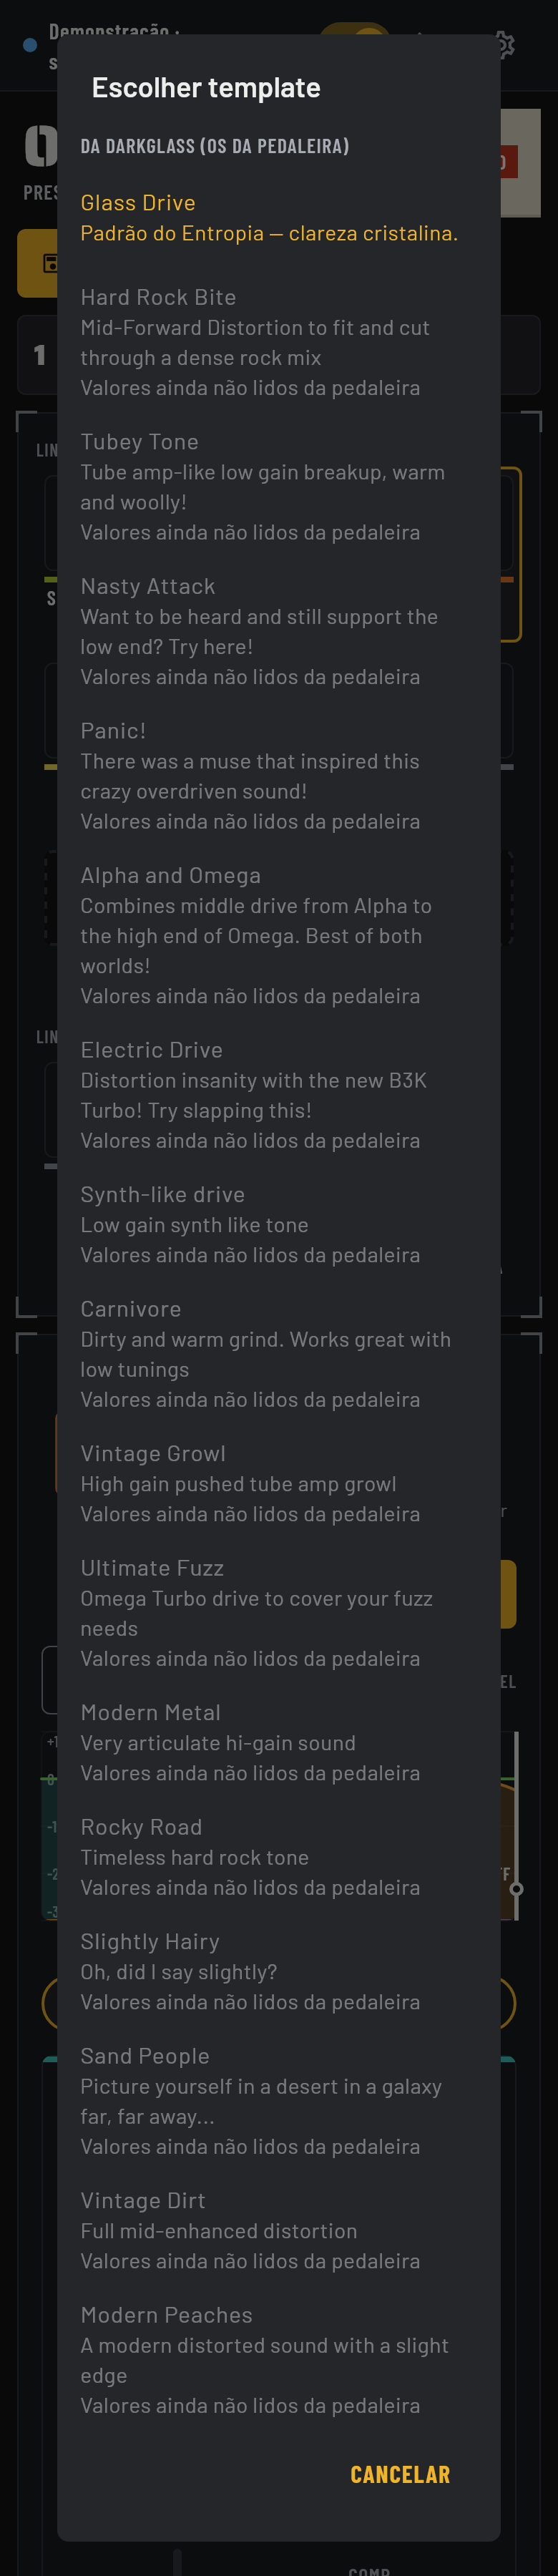 Demonstração ·
Escolher template
DA DARKGLASS (OS DA PEDALEIRA)
PRES
Glass Drive
Padrão do Entropia — clareza cristalina.
Hard Rock Bite
Mid-Forward Distortion to fit and cut
1
through a dense rock mix
Valores ainda não lidos da pedaleira
LIN
Tubey Tone
Tube amp-like low gain breakup, warm
and woolly!
Valores ainda não lidos da pedaleira
Nasty Attack
S
Want to be heard and still support the
low end? Try here!
Valores ainda não lidos da pedaleira
Panic!
There was a muse that inspired this
crazy overdriven sound!
Valores ainda não lidos da pedaleira
Alpha and Omega
Combines middle drive from Alpha to
the high end of Omega. Best of both
worlds!
Valores ainda não lidos da pedaleira
LIN
Electric Drive
Distortion insanity with the new B3K
Turbo! Try slapping this!
Valores ainda não lidos da pedaleira
Synth-like drive
Low gain synth like tone
Valores ainda não lidos da pedaleira
Carnivore
Dirty and warm grind. Works great with
low tunings
Valores ainda não lidos da pedaleira
Vintage Growl
High gain pushed tube amp growl
Valores ainda não lidos da pedaleira
r
Ultimate Fuzz
Omega Turbo drive to cover your fuzz
needs
Valores ainda não lidos da pedaleira
EL
Modern Metal
Very articulate hi-gain sound
+1
Valores ainda não lidos da pedaleira
0
Rocky Road
-1
Timeless hard rock tone
-2
FF
Valores ainda não lidos da pedaleira
-3
Slightly Hairy
Oh, did I say slightly?
Valores ainda não lidos da pedaleira
Sand People
Picture yourself in a desert in a galaxy
far, far away...
Valores ainda não lidos da pedaleira
Vintage Dirt
Full mid-enhanced distortion
Valores ainda não lidos da pedaleira
Modern Peaches
A modern distorted sound with a slight
edge
Valores ainda não lidos da pedaleira
CANCELAR
COMP